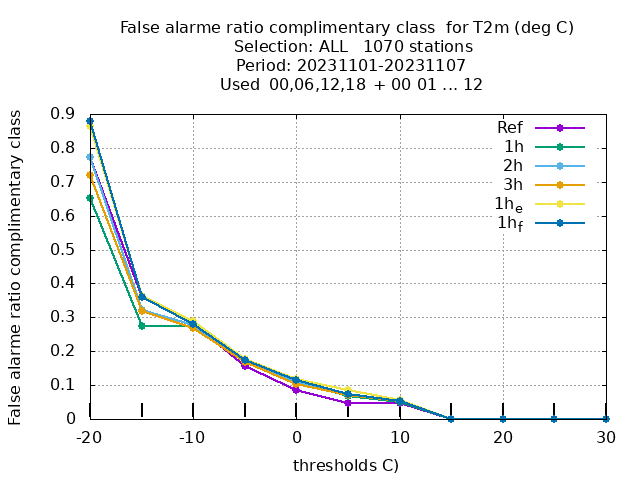 False alarme ratio complimentary class  for T2m (deg C)
Selection: ALL   1070 stations
Period: 20231101-20231107
Used  00,06,12,18  + 00 01 ... 12
False alarme ratio complimentary class
0.9
0.8
0.7
0.6
0.5
0.4
0.3
0.2
0.1
0
Ref
1h
2h
3h
1h_e
1h_f
-20 -10 0 10 20 30
thresholds C)